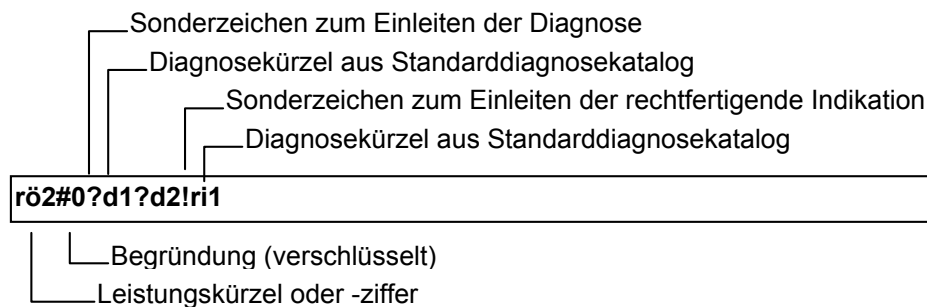 Sonderzeichen zum Einleiten der Diagnose
Diagnosekürzel aus Standarddiagnosekatalog
Sonderzeichen zum Einleiten der rechtfertigende Indikation
Diagnosekürzel aus Standarddiagnosekatalog
rö2#0?d1?d2!ri1
Begründung (verschlüsselt)
Leistungskürzel oder -ziffer